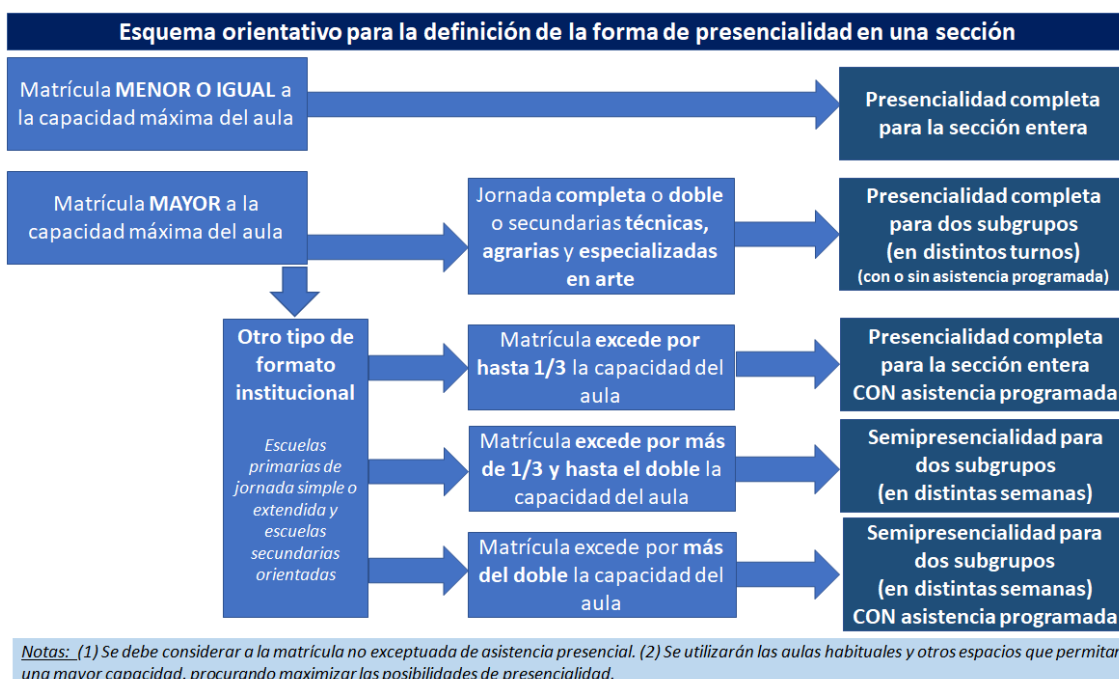 Esquema orientativo para la definición de la forma de presencialidad en una sección
Matrícula MENOR O IGUAL a
la capacidad máxima del aula
Presencialidad completa
para la sección entera
Matrícula MAYOR a la
capacidad máxima del aula
Jornada completa o doble
o secundarias técnicas,
agrarias y especializadas
en arte
Presencialidad completa
para dos subgrupos
(en distintos turnos)
(con o sin asistencia programada)
Otro tipo de
formato
institucional
Escuelas
primarias de
jornada simple o
extendida y
escuelas
secundarias
orientadas
Matrícula excede por
hasta 1/3 la capacidad del
aula
Presencialidad completa
para la sección entera
CON asistencia programada
Matrícula excede por más
de 1/3 y hasta el doble la
capacidad del aula
Semipresencialidad para
dos subgrupos
(en distintas semanas)
Matrícula excede por más
del doble la capacidad del
aula
Semipresencialidad para
dos subgrupos
(en distintas semanas)
CON asistencia programada
Notas: (1) Se debe considerar a la matrícula no exceptuada de asistencia presencial. (2) Se utilizarán las aulas habituales y otros espacios que permitan
una mayor capacidad, procurando maximizar las posibilidades de presencialidad.